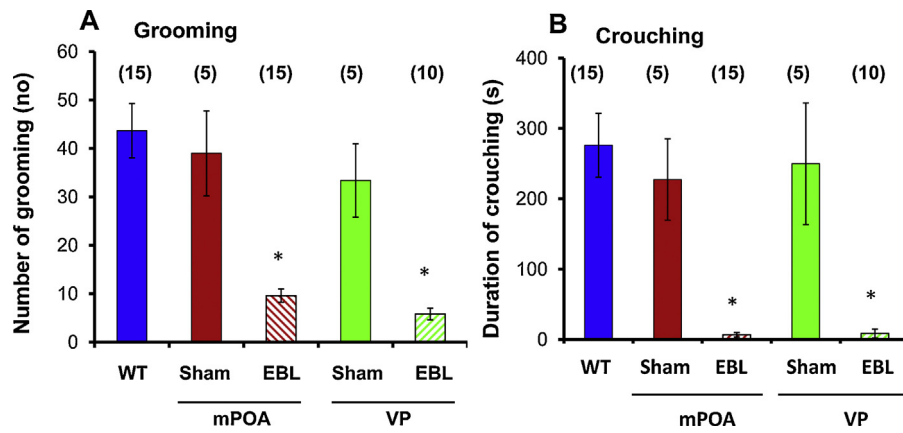 A Grooming
Number of grooming (no)
60
50
40
30
20
10
0
(15) (5) (15) (5) (10)
*
*
WT Sham EBL Sham EBL
mPOA VP
B Crouching
Duration of crouching (s)
400
300
200
100
0
(15) (5) (15) (5) (10)
*
*
WT Sham EBL Sham EBL
mPOA VP